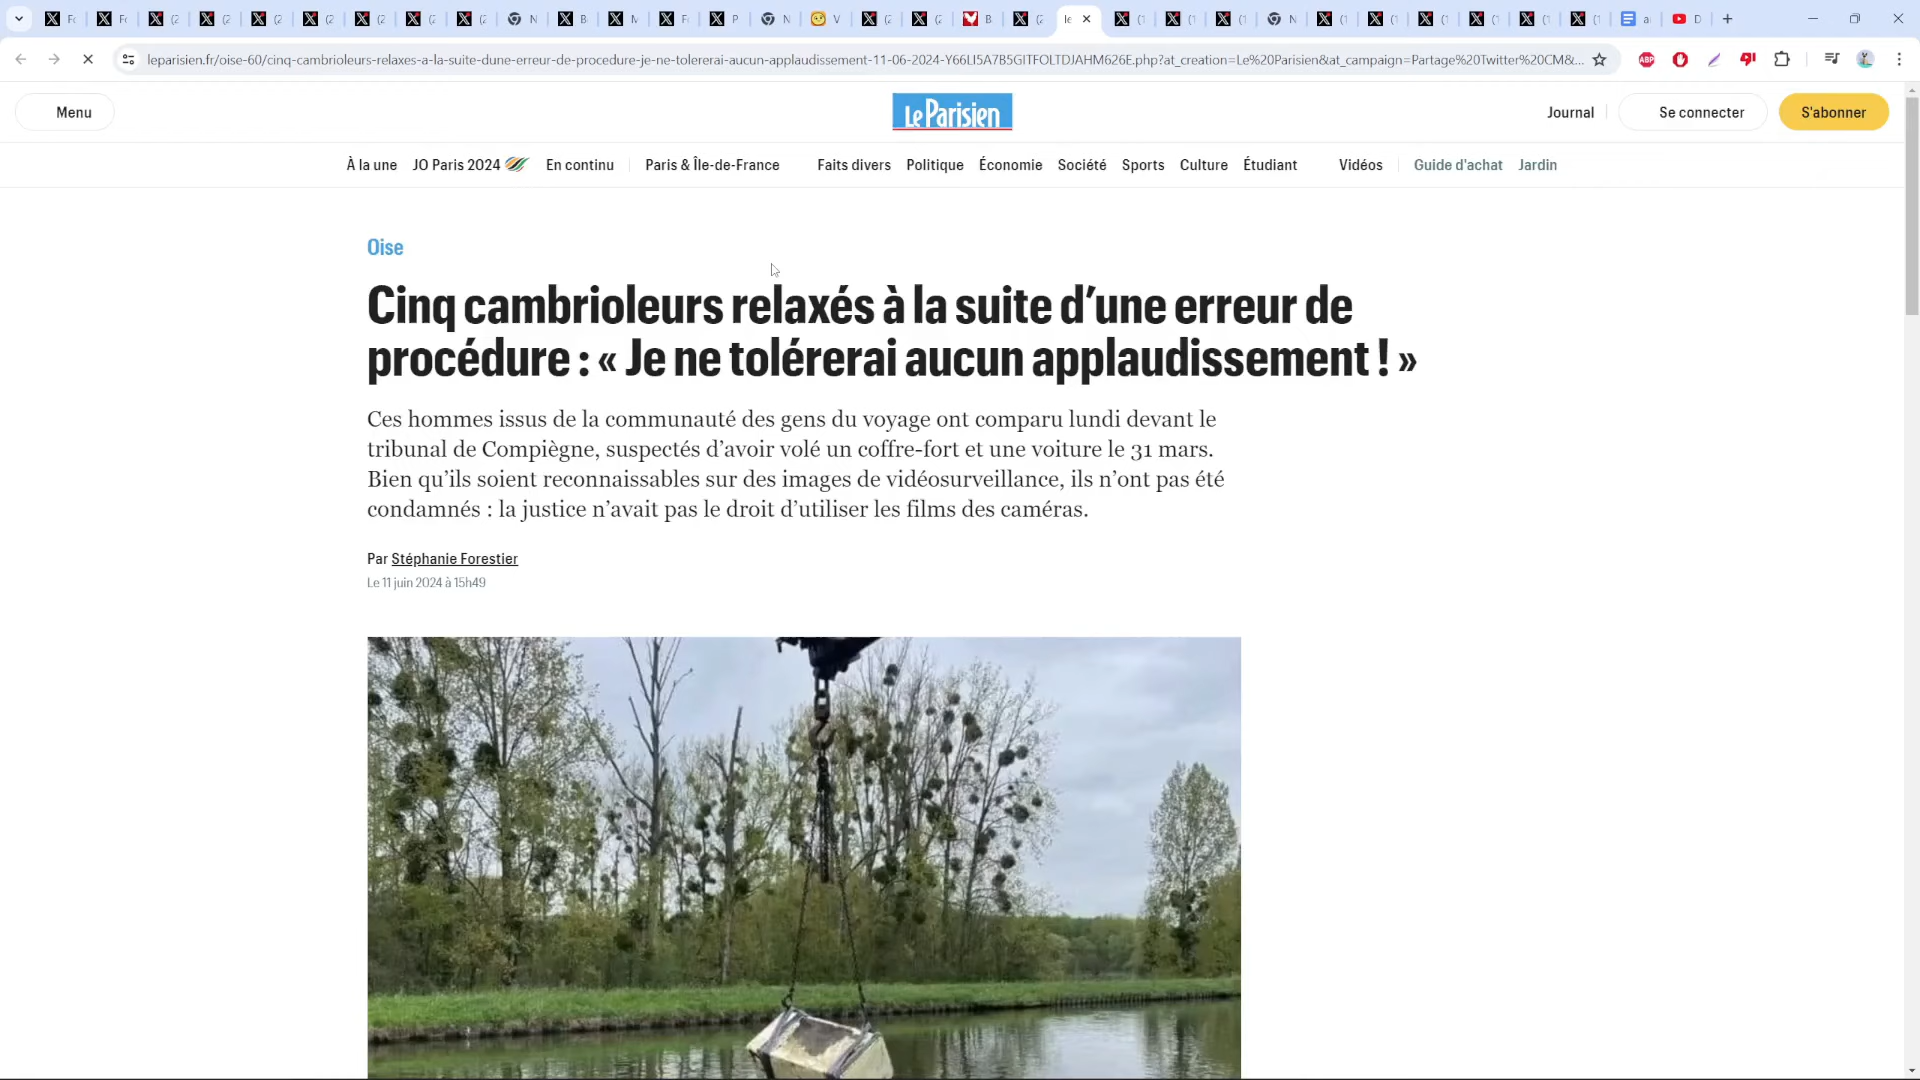 leparisien.fr/oise-60/cinq-cambrioleurs-relaxes-a-la-suite-dune-erreur-de-procedure-je-ne-tolererai-aucun-applaudissement-11-06-2024-Y66LI5A7B5GITFOLTDJAHM626E.php?at_creation=Le%20Parisien&at_campaign=Partage%20Twitter%20CM&...
Menu
Le Parisien
Journal
Se connecter
S'abonner
À la une JO Paris 2024 En continu Paris & Île-de-France Faits divers Politique Économie Société Sports Culture Étudiant Vidéos Guide d'achat Jardin
Oise
Cinq cambrioleurs relaxés à la suite d’une erreur de
procédure : « Je ne tolérerai aucun applaudissement ! »
Ces hommes issus de la communauté des gens du voyage ont comparu lundi devant le
tribunal de Compiègne, suspectés d’avoir volé un coffre-fort et une voiture le 31 mars.
Bien qu’ils soient reconnaissables sur des images de vidéosurveillance, ils n’ont pas été
condamnés : la justice n’avait pas le droit d’utiliser les films des caméras.
Par Stéphanie Forestier
Le 11 juin 2024 à 15h49